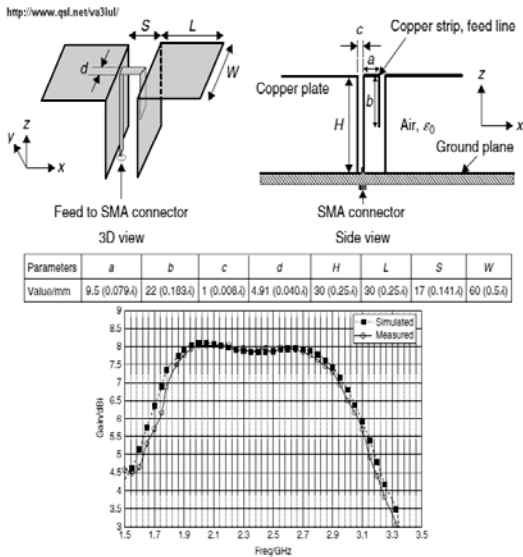 http://www.qsl.net/va3iul/
S
L
W
d
z
y
x
Feed to SMA connector
3D view
c
a
Copper strip, feed line
Copper plate
b
H
Air, ε0
z
x
Ground plane
SMA connector
Side view
Parameters a b c d H L S W
Value/mm 9.5 (0.079λ) 22 (0.183λ) 1 (0.008λ) 4.91 (0.040λ) 30 (0.25λ) 30 (0.25λ) 17 (0.141λ) 60 (0.5λ)
Gain/dBi
9
8.5
8
7.5
7
6.5
6
5.5
5
4.5
4
3.5
3
Simulated
Measured
1.5 1.7 1.9 2.1 2.3 2.5 2.7 2.9 3.1 3.3 3.5
Freq/GHz